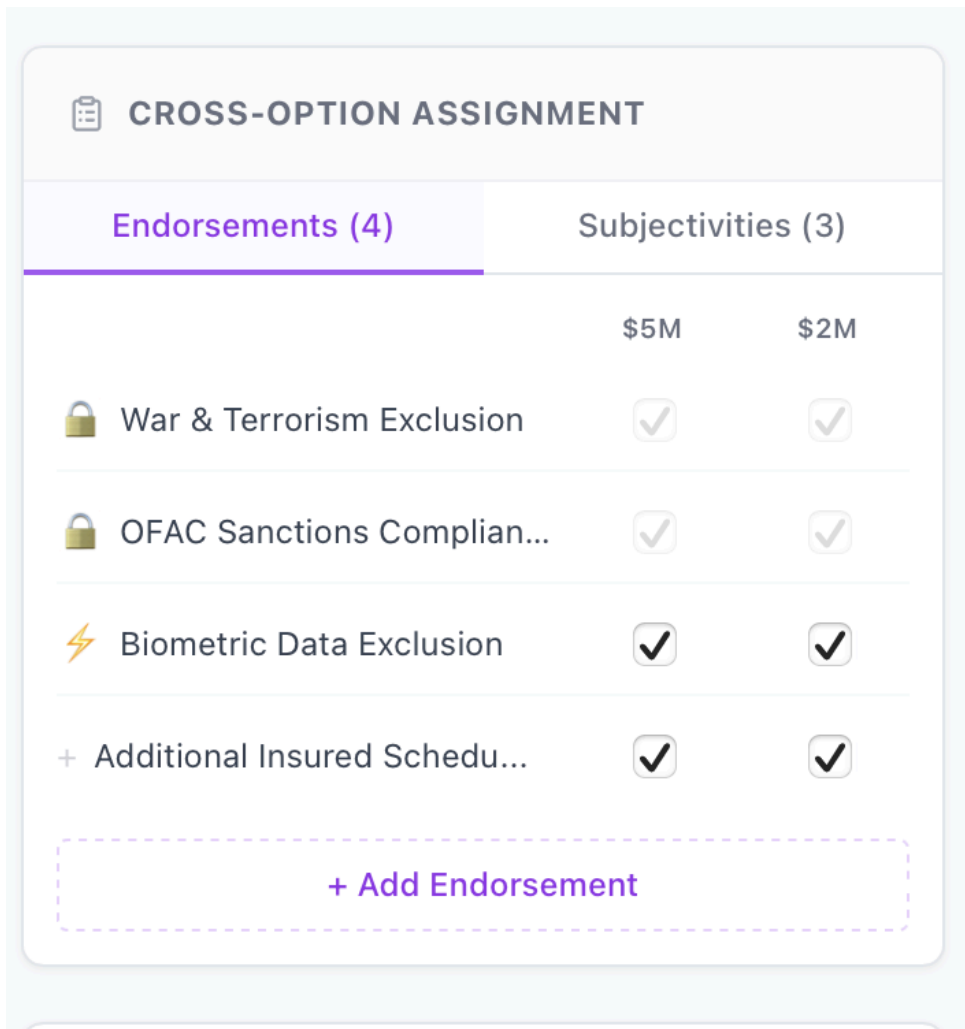 CROSS-OPTION ASSIGNMENT
Endorsements (4) Subjectivities (3)
$5M $2M
War & Terrorism Exclusion
OFAC Sanctions Complian...
Biometric Data Exclusion
+ Additional Insured Schedu...
+ Add Endorsement